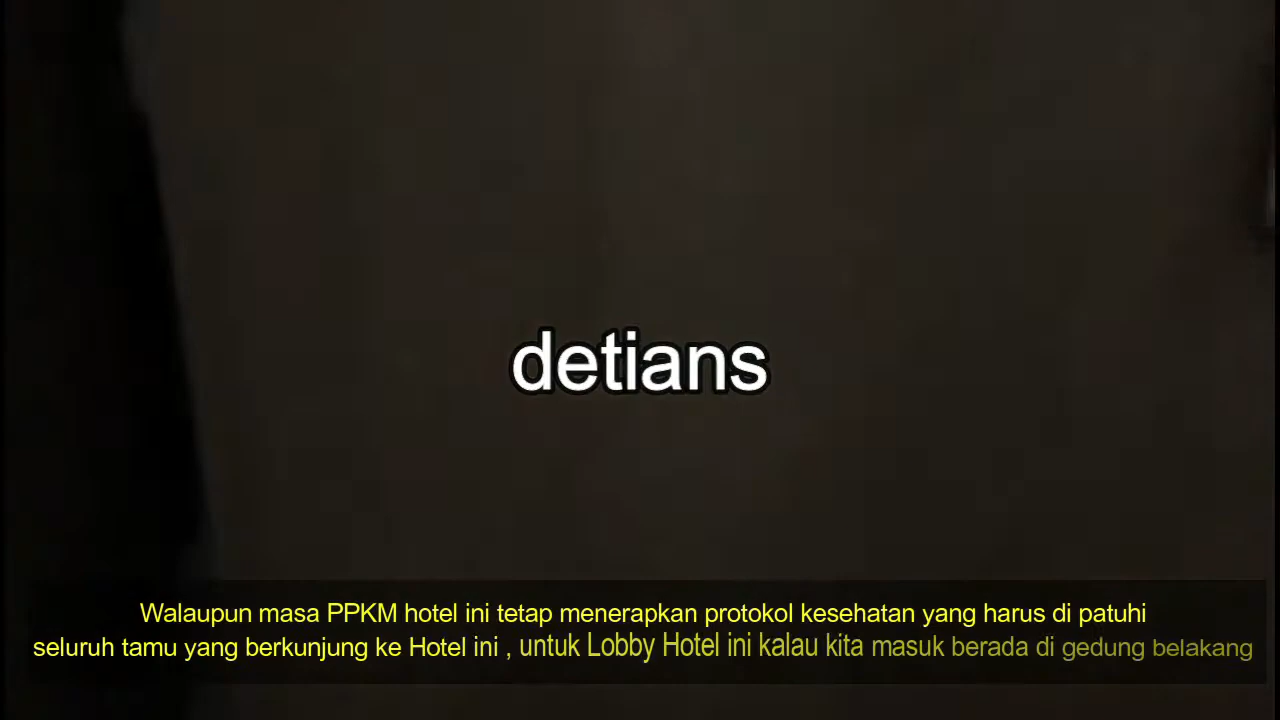 detians
Walaupun masa PPKM hotel ini tetap menerapkan protokol kesehatan yang harus di patuhi
seluruh tamu yang berkunjung ke Hotel ini , untuk Lobby Hotel ini kalau kita masuk berada di gedung belakang